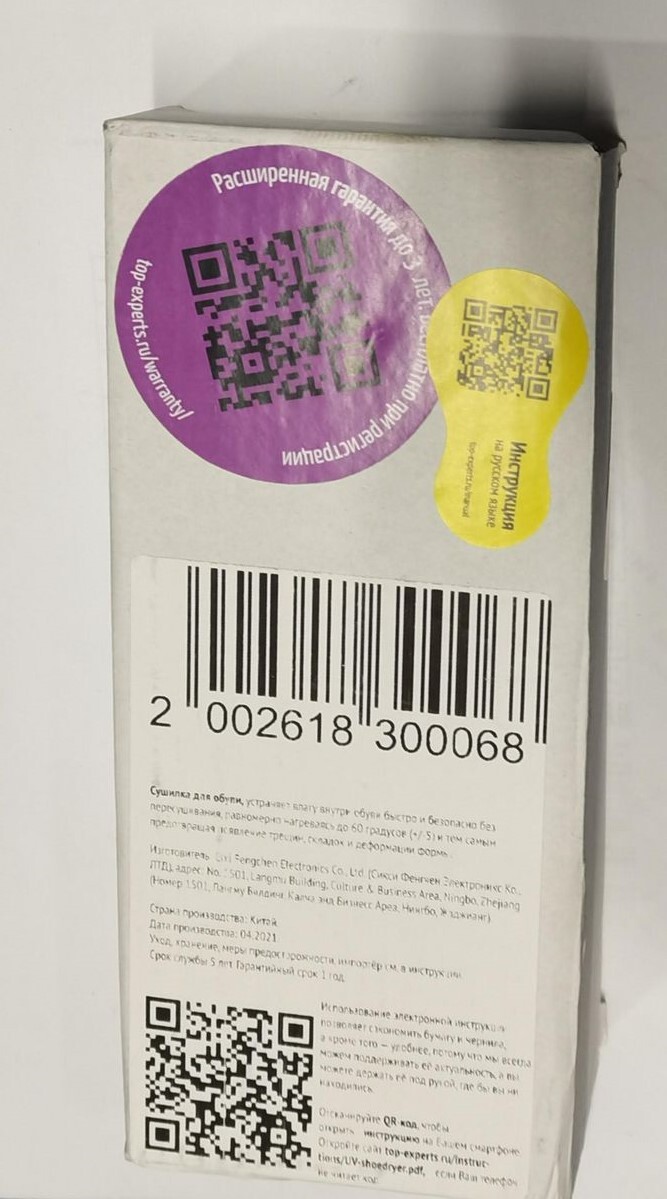 Расширенная гарантия до 3 лет. Бесплатно при регистрации
top-experts.ru/warranty/
Инструкция
на русском языке
top-experts.ru/manual
2 002618 300068
Сушилка для обуви, устраняет влагу внутри обуви быстро и безопасно без
пересушивания, равномерно нагреваясь до 60 градусов (+/-5) и тем самым
предотвращая появление трещин, складок и деформации формы.
Изготовитель: Cixi Fengchen Electronics Co., Ltd. (Сикси Фенгчен Электроникс Ко.,
ЛТД), адрес: No. 1501, Langmu Building, Culture & Business Area, Ningbo, Zhejiang
(Номер 1501, Лангму Билдинг, Калча энд Бизнесс Ареа, Нингбо, Жэджианг)
Страна производства: Китай
Дата производства: 04.2021
Уход, хранение, меры предосторожности, импортёр см. в инструкции
Срок службы 5 лет. Гарантийный срок 1 год.
Использование электронной инструкции
позволяет сэкономить бумагу и чернила,
а кроме того — удобнее, потому что мы всегда
можем поддерживать её актуальность, а вы
можете держать её под рукой, где бы вы ни
находились.
Отсканируйте QR-код, чтобы
открыть инструкцию на Вашем смартфоне
Откройте сайт top-experts.ru/instruc-
tions/UV-shoedryer.pdf, если Ваш телефон
не читает код